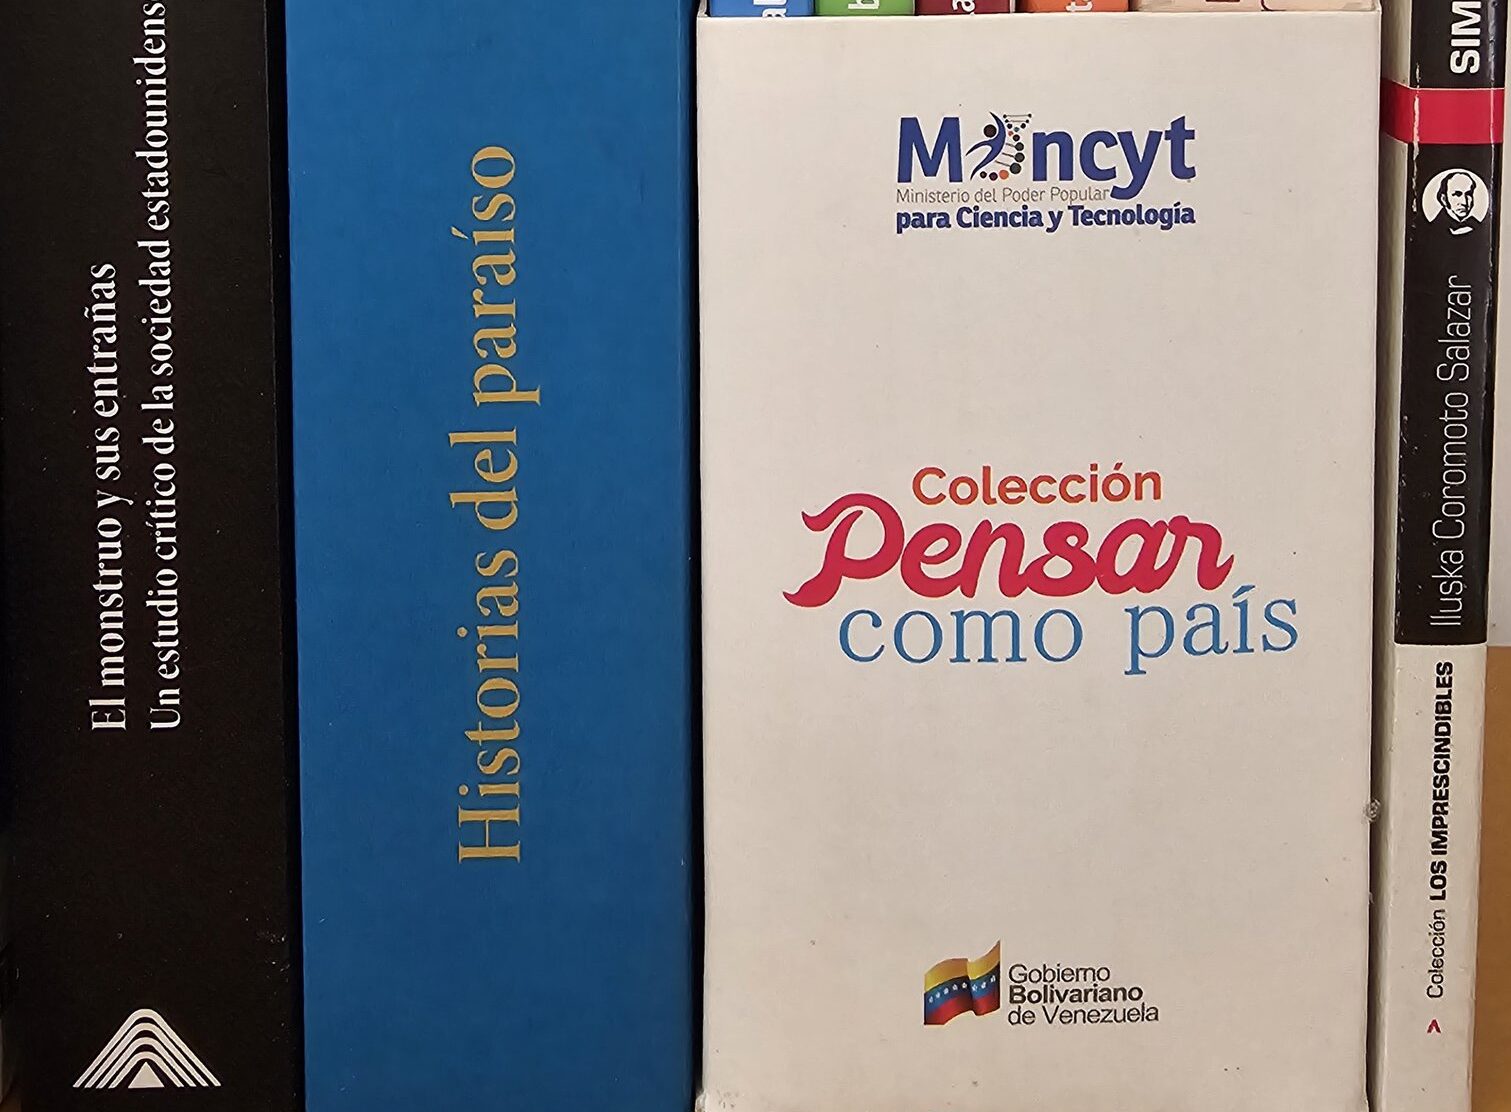 El monstruo y sus entrañas
Un estudio crítico de la sociedad estadounidens
Historias del paraíso
Mincyt
Ministerio del Poder Popular
para Ciencia y Tecnología
Colección
Pensar
como país
Gobierno
Bolivariano
de Venezuela
SIM
Iluska Coromoto Salazar
> Colección LOS IMPRESCINDIBLES